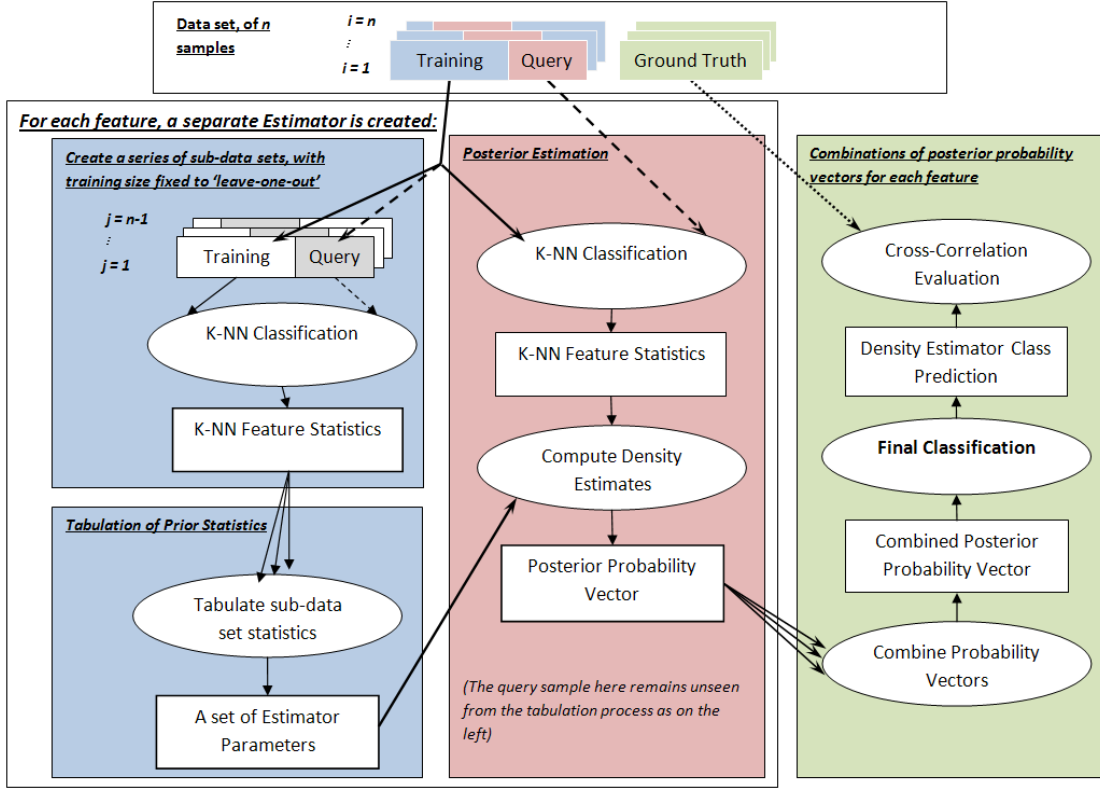 Data set, of n
samples
i = n
⋮
i = 1
Training
Query
Ground Truth
For each feature, a separate Estimator is created:
Create a series of sub-data sets, with
training size fixed to ‘leave-one-out’
j = n-1
⋮
j = 1
Training
Query
K-NN Classification
K-NN Feature Statistics
Tabulation of Prior Statistics
Tabulate sub-data
set statistics
A set of Estimator
Parameters
Posterior Estimation
K-NN Classification
K-NN Feature Statistics
Compute Density
Estimates
Posterior Probability
Vector
(The query sample here remains unseen
from the tabulation process as on the
left)
Combinations of posterior probability
vectors for each feature
Cross-Correlation
Evaluation
Density Estimator Class
Prediction
Final Classification
Combined Posterior
Probability Vector
Combine Probability
Vectors